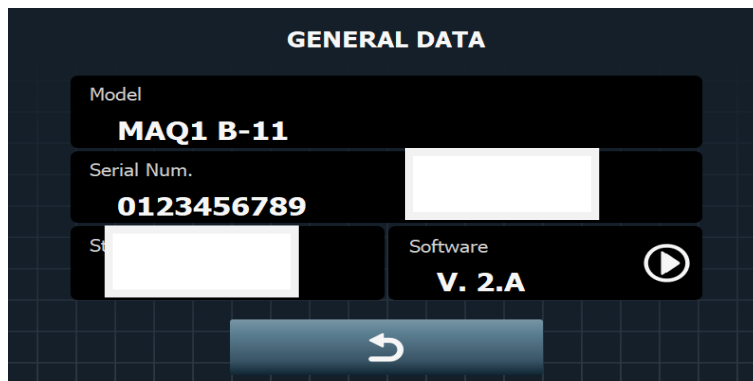 GENERAL DATA
Model
MAQ1 B-11
Serial Num.
0123456789
Software
V. 2.A